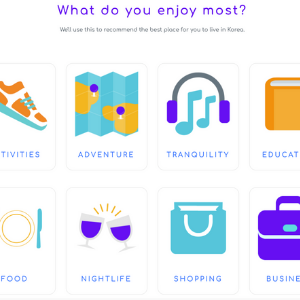 What do you enjoy most?
We'll use this to recommend the best place for you to live in Korea.
TIVITIES
ADVENTURE
TRANQUILITY
EDUCAT
FOOD
NIGHTLIFE
SHOPPING
BUSINE